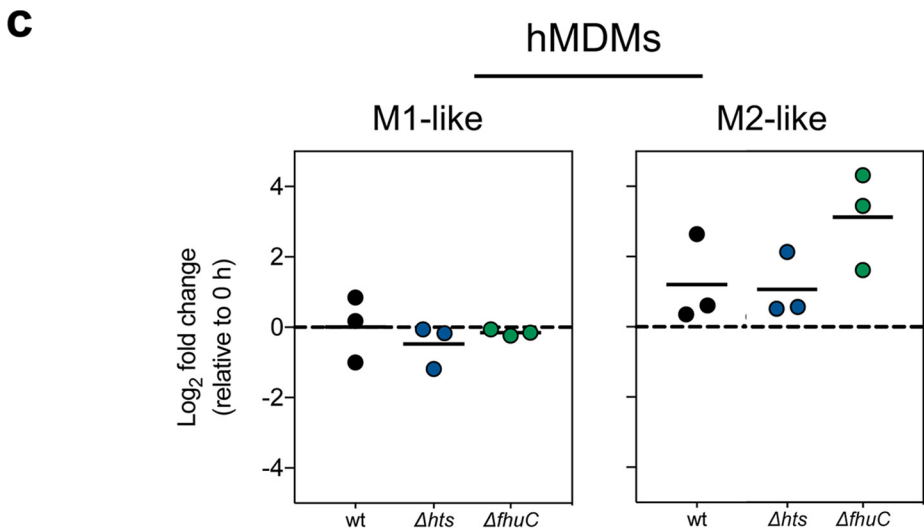 c
hMDMs
M1-like
M2-like
Log₂ fold change
(relative to 0 h)
4
2
0
-2
-4
wt
Δhts
ΔfhuC
wt
Δhts
ΔfhuC